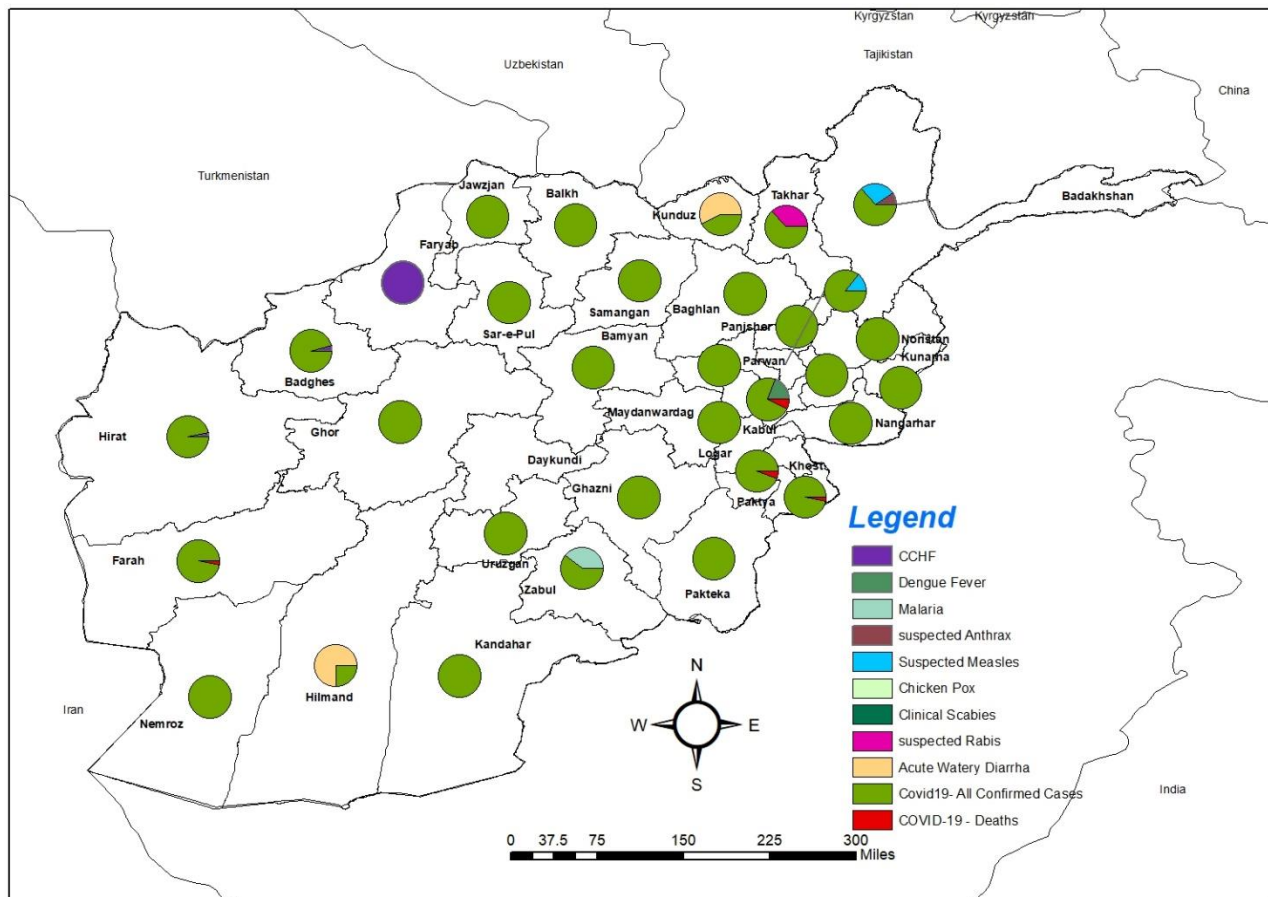 Kyrgyzstan
Kyrgyzstan
Tajikistan
Uzbekistan
China
Turkmenistan
Jawzjan
Balkh
Kunduz
Takhar
Badakhshan
Faryab
Samangan
Baghlan
Sar-e-Pul
Panjsher
Bamyan
Noristan
Kunarha
Parwan
Badghes
Maydanwardag
Kabul
Nangarhar
Hirat
Ghor
Logar
Daykundi
Khost
Ghazni
Paktya
Farah
Uruzgan
Zabul
Pakteka
Kandahar
Hilmand
Nemroz
Iran
India
N
W
E
S
Legend
CCHF
Dengue Fever
Malaria
suspected Anthrax
Suspected Measles
Chicken Pox
Clinical Scabies
suspected Rabis
Acute Watery Diarrha
Covid19- All Confirmed Cases
COVID-19 - Deaths
0 37.5 75 150 225 300
Miles